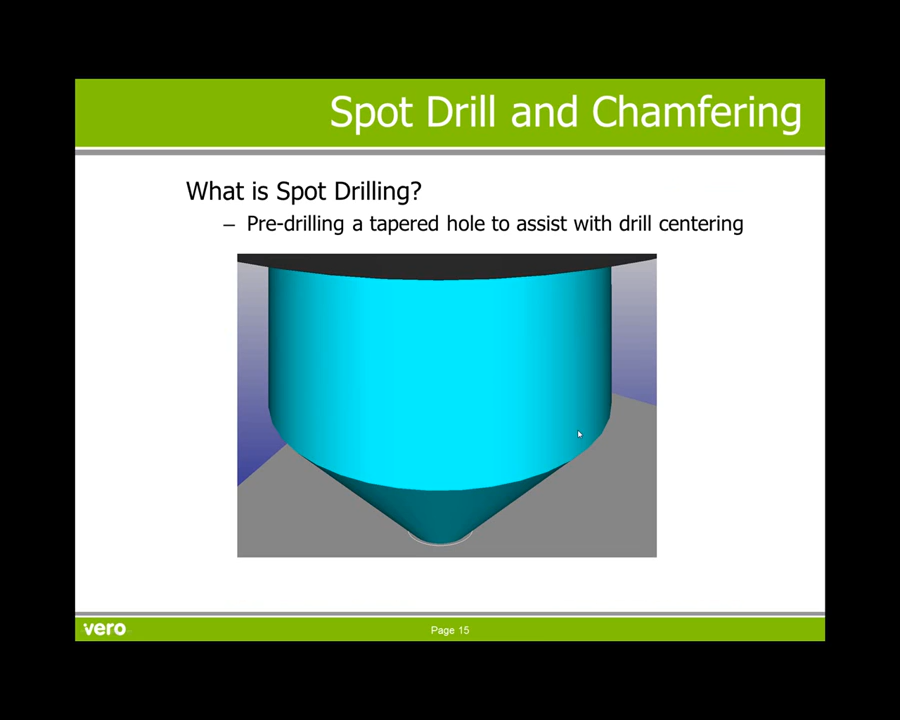 Spot Drill and Chamfering
What is Spot Drilling?
– Pre-drilling a tapered hole to assist with drill centering
vero
Page 15